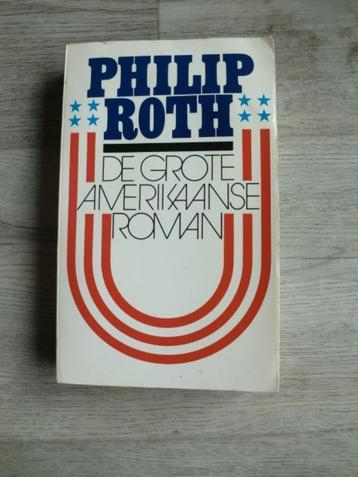 PHILIP
ROTH
DE GROTE
AMERIKAANSE
ROMAN